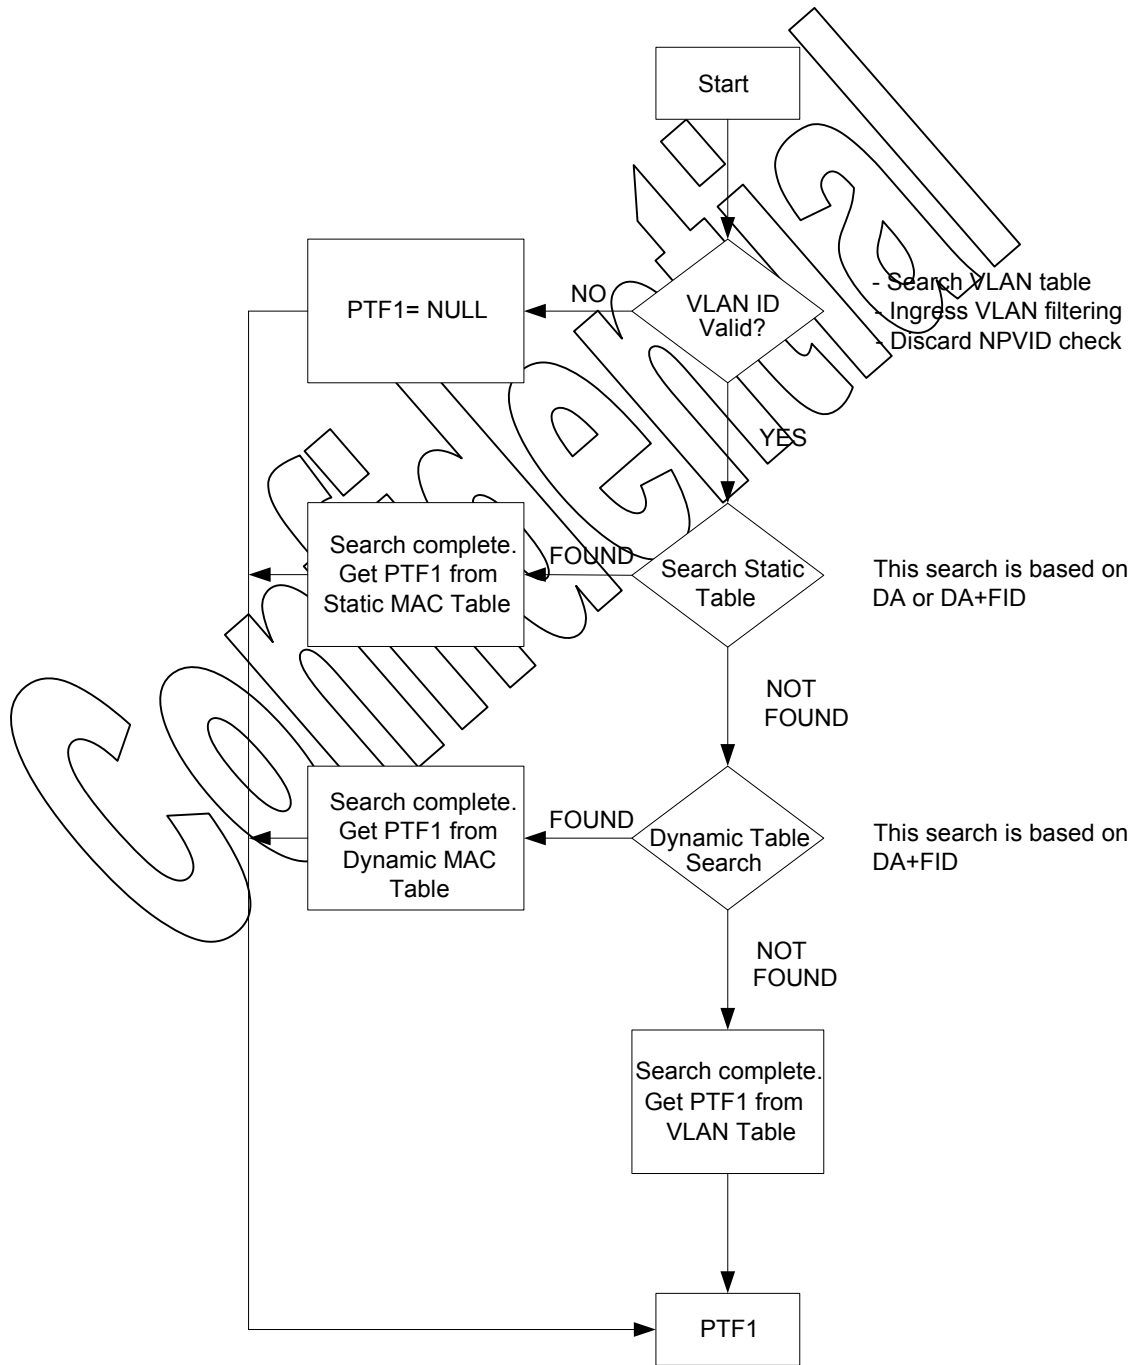 Start
VLAN ID
Valid?
- Search VLAN table
- Ingress VLAN filtering
- Discard NPVID check
NO
PTF1= NULL
YES
Search Static
Table
This search is based on
DA or DA+FID
FOUND
Search complete.
Get PTF1 from
Static MAC Table
NOT
FOUND
Dynamic Table
Search
This search is based on
DA+FID
FOUND
Search complete.
Get PTF1 from
Dynamic MAC
Table
NOT
FOUND
Search complete.
Get PTF1 from
VLAN Table
PTF1
Confidential